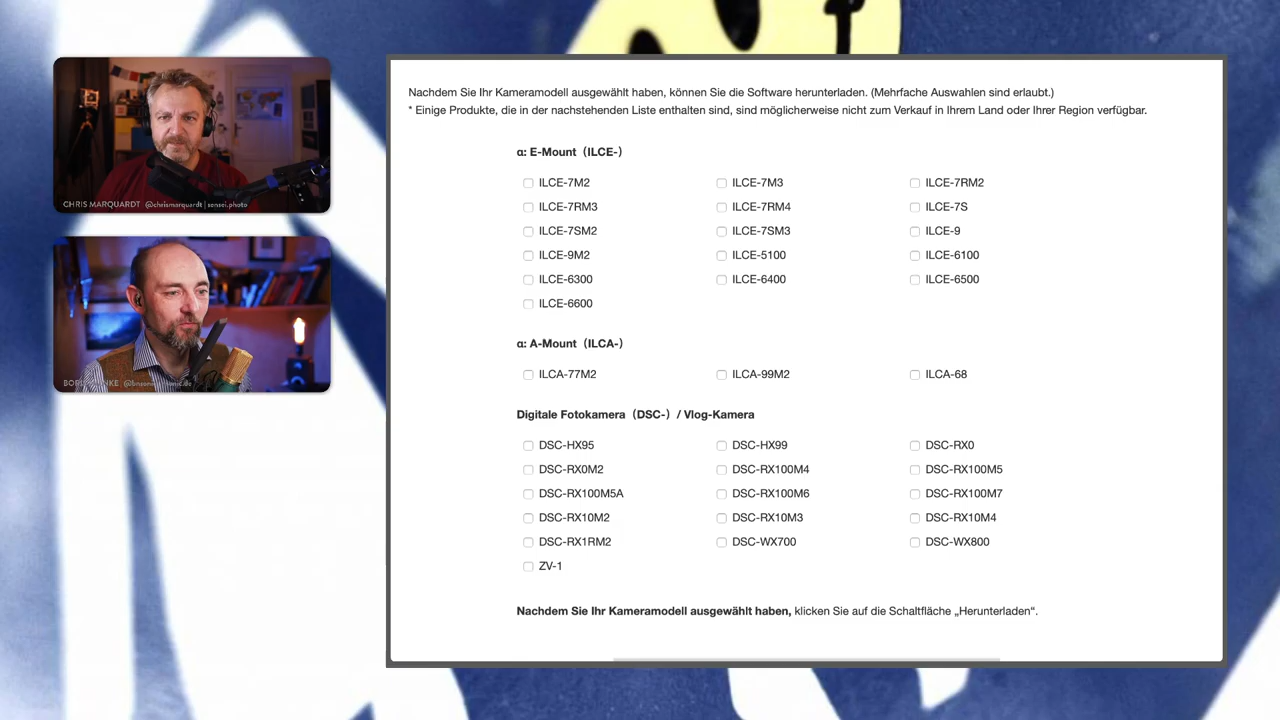 Nachdem Sie Ihr Kameramodell ausgewählt haben, können Sie die Software herunterladen. (Mehrfache Auswahlen sind erlaubt.)
* Einige Produkte, die in der nachstehenden Liste enthalten sind, sind möglicherweise nicht zum Verkauf in Ihrem Land oder Ihrer Region verfügbar.
α: E-Mount（ILCE-）
ILCE-7M2 ILCE-7M3 ILCE-7RM2
ILCE-7RM3 ILCE-7RM4 ILCE-7S
ILCE-7SM2 ILCE-7SM3 ILCE-9
ILCE-9M2 ILCE-5100 ILCE-6100
ILCE-6300 ILCE-6400 ILCE-6500
ILCE-6600
α: A-Mount（ILCA-）
ILCA-77M2 ILCA-99M2 ILCA-68
Digitale Fotokamera（DSC-）/ Vlog-Kamera
DSC-HX95 DSC-HX99 DSC-RX0
DSC-RX0M2 DSC-RX100M4 DSC-RX100M5
DSC-RX100M5A DSC-RX100M6 DSC-RX100M7
DSC-RX10M2 DSC-RX10M3 DSC-RX10M4
DSC-RX1RM2 DSC-WX700 DSC-WX800
ZV-1
Nachdem Sie Ihr Kameramodell ausgewählt haben, klicken Sie auf die Schaltfläche „Herunterladen“.
CHRIS MARQUARDT @chrismarquardt | sensei.photo